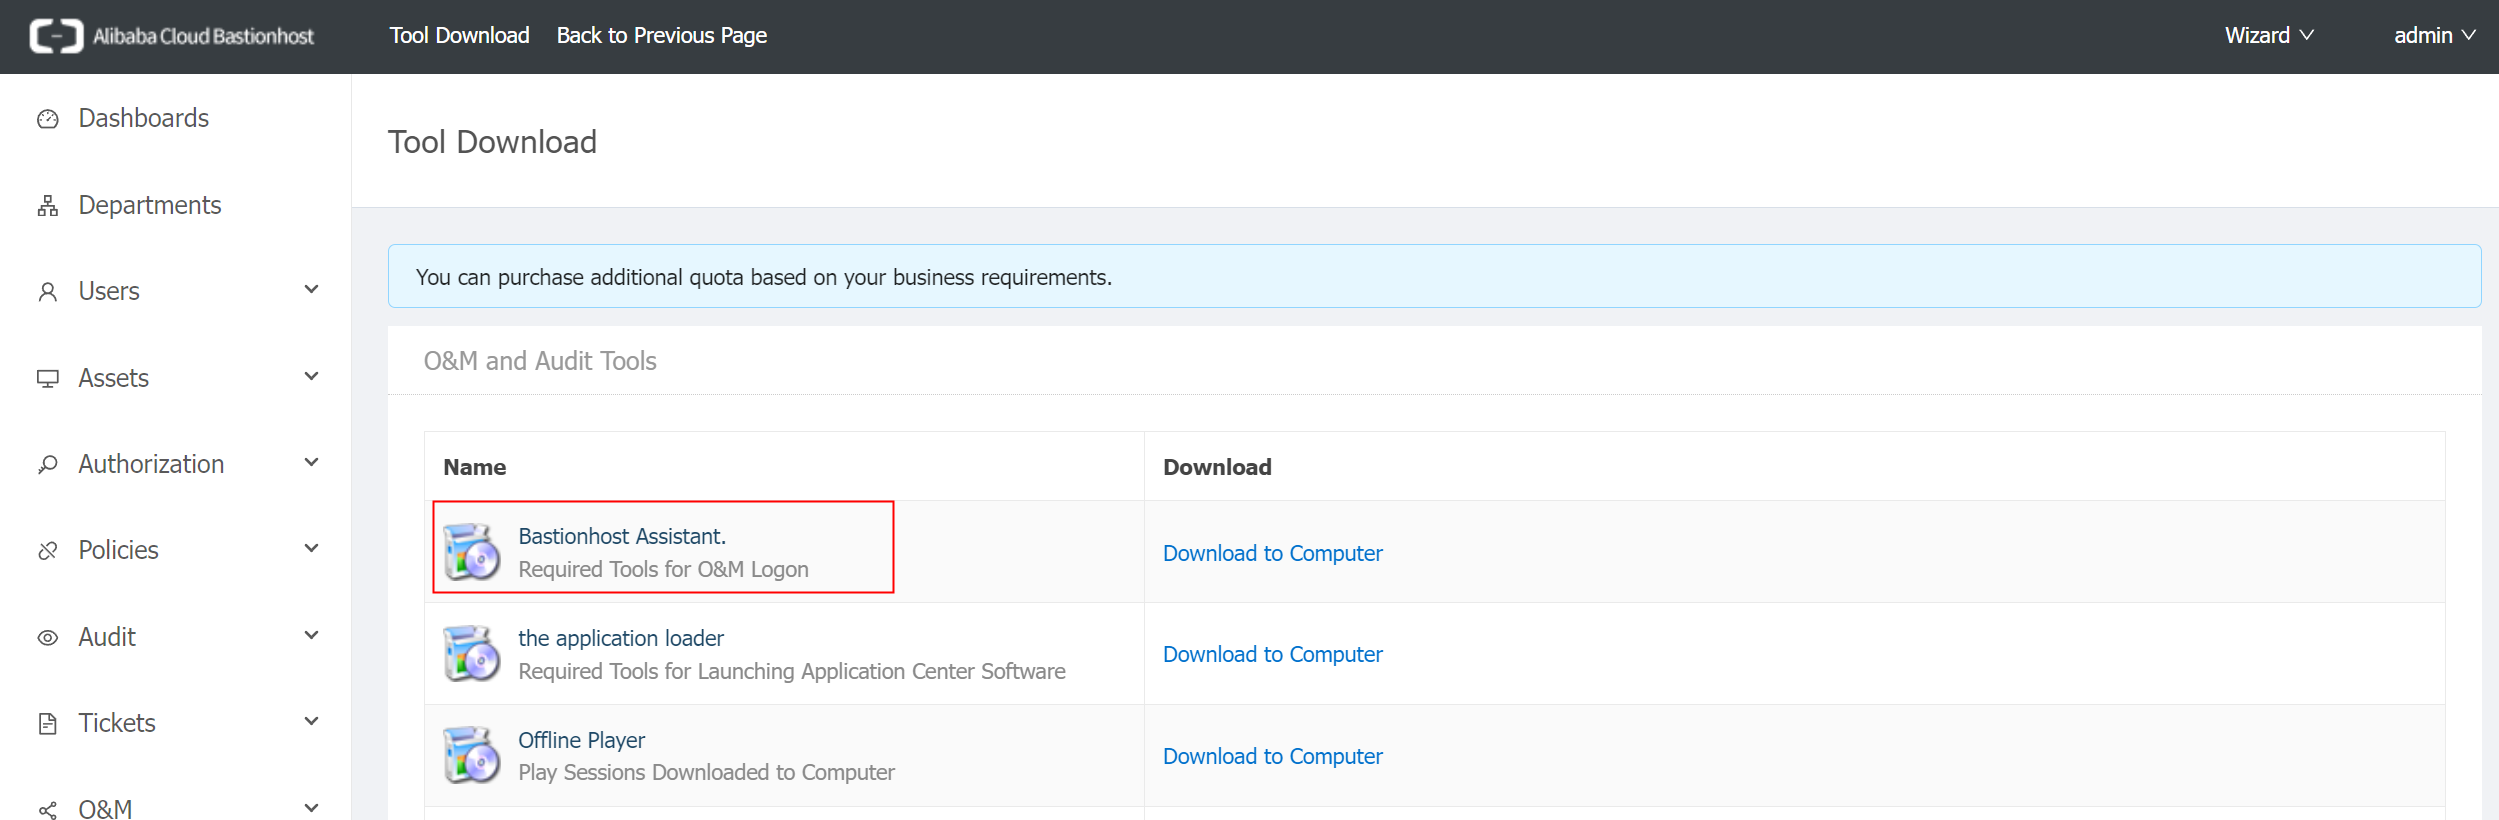 Alibaba Cloud Bastionhost
Tool Download
Back to Previous Page
Wizard
admin
Dashboards
Departments
Users
Assets
Authorization
Policies
Audit
Tickets
O&M
Tool Download
You can purchase additional quota based on your business requirements.
O&M and Audit Tools
Name
Download
Bastionhost Assistant.
Required Tools for O&M Logon
Download to Computer
the application loader
Required Tools for Launching Application Center Software
Download to Computer
Offline Player
Play Sessions Downloaded to Computer
Download to Computer